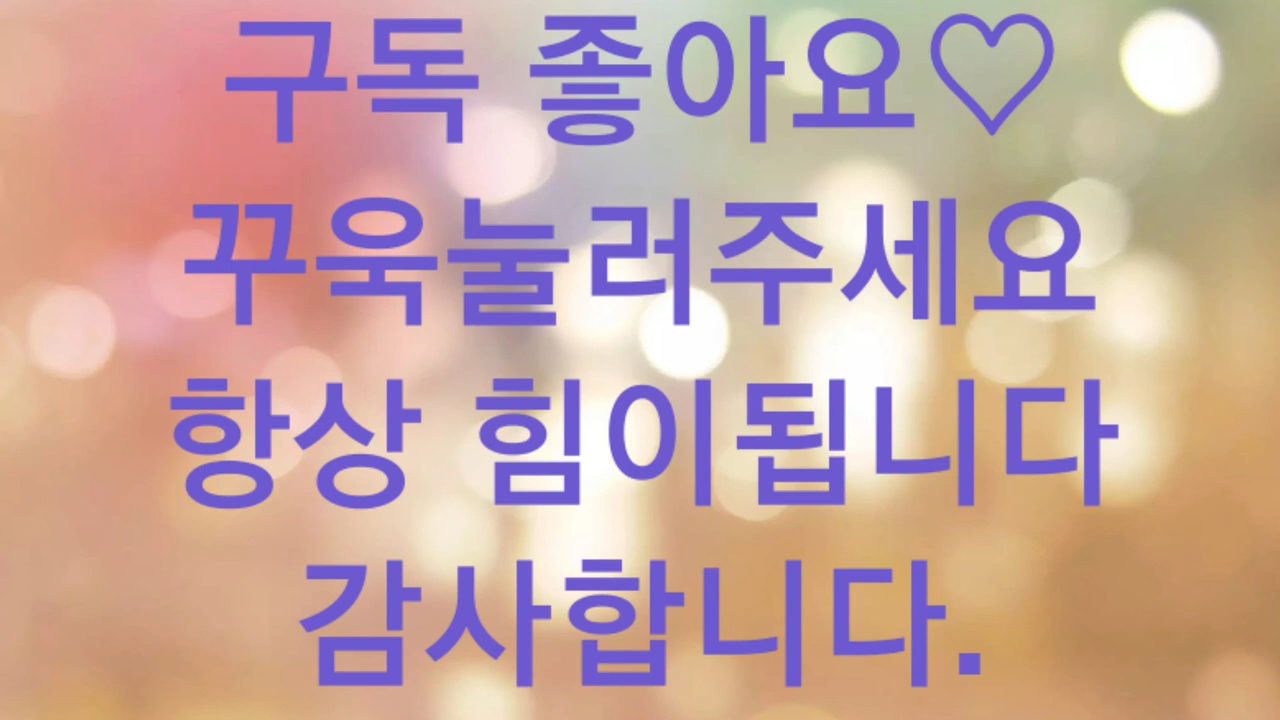 구독 좋아요♡
꾸욱눌러주세요
항상 힘이됩니다
감사합니다.